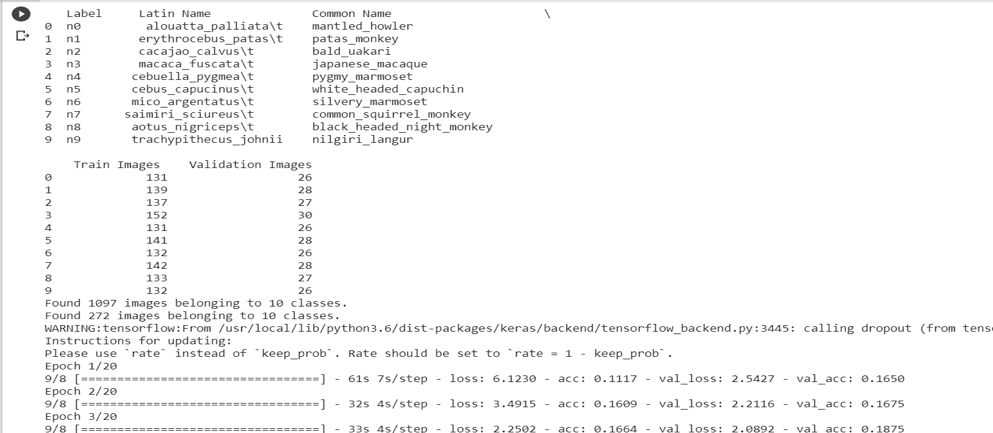 Label Latin Name Common Name \
0 n0 alouatta_palliata\t mantled_howler
1 n1 erythrocebus_patas\t patas_monkey
2 n2 cacajao_calvus\t bald_uakari
3 n3 macaca_fuscata\t japanese_macaque
4 n4 cebuella_pygmea\t pygmy_marmoset
5 n5 cebus_capucinus\t white_headed_capuchin
6 n6 mico_argentatus\t silvery_marmoset
7 n7 saimiri_sciureus\t common_squirrel_monkey
8 n8 aotus_nigriceps\t black_headed_night_monkey
9 n9 trachypithecus_johnii nilgiri_langur
Train Images Validation Images
0 131 26
1 139 28
2 137 27
3 152 30
4 131 26
5 141 28
6 132 26
7 142 28
8 133 27
9 132 26
Found 1097 images belonging to 10 classes.
Found 272 images belonging to 10 classes.
WARNING:tensorflow:From /usr/local/lib/python3.6/dist-packages/keras/backend/tensorflow_backend.py:3445: calling dropout (from tens
Instructions for updating:
Please use `rate` instead of `keep_prob`. Rate should be set to `rate = 1 - keep_prob`.
Epoch 1/20
9/8 [==============================] - 61s 7s/step - loss: 6.1230 - acc: 0.1117 - val_loss: 2.5427 - val_acc: 0.1650
Epoch 2/20
9/8 [==============================] - 32s 4s/step - loss: 3.4915 - acc: 0.1609 - val_loss: 2.2116 - val_acc: 0.1675
Epoch 3/20
9/8 [==============================] - 33s 4s/step - loss: 2.2502 - acc: 0.1664 - val_loss: 2.0892 - val_acc: 0.1875